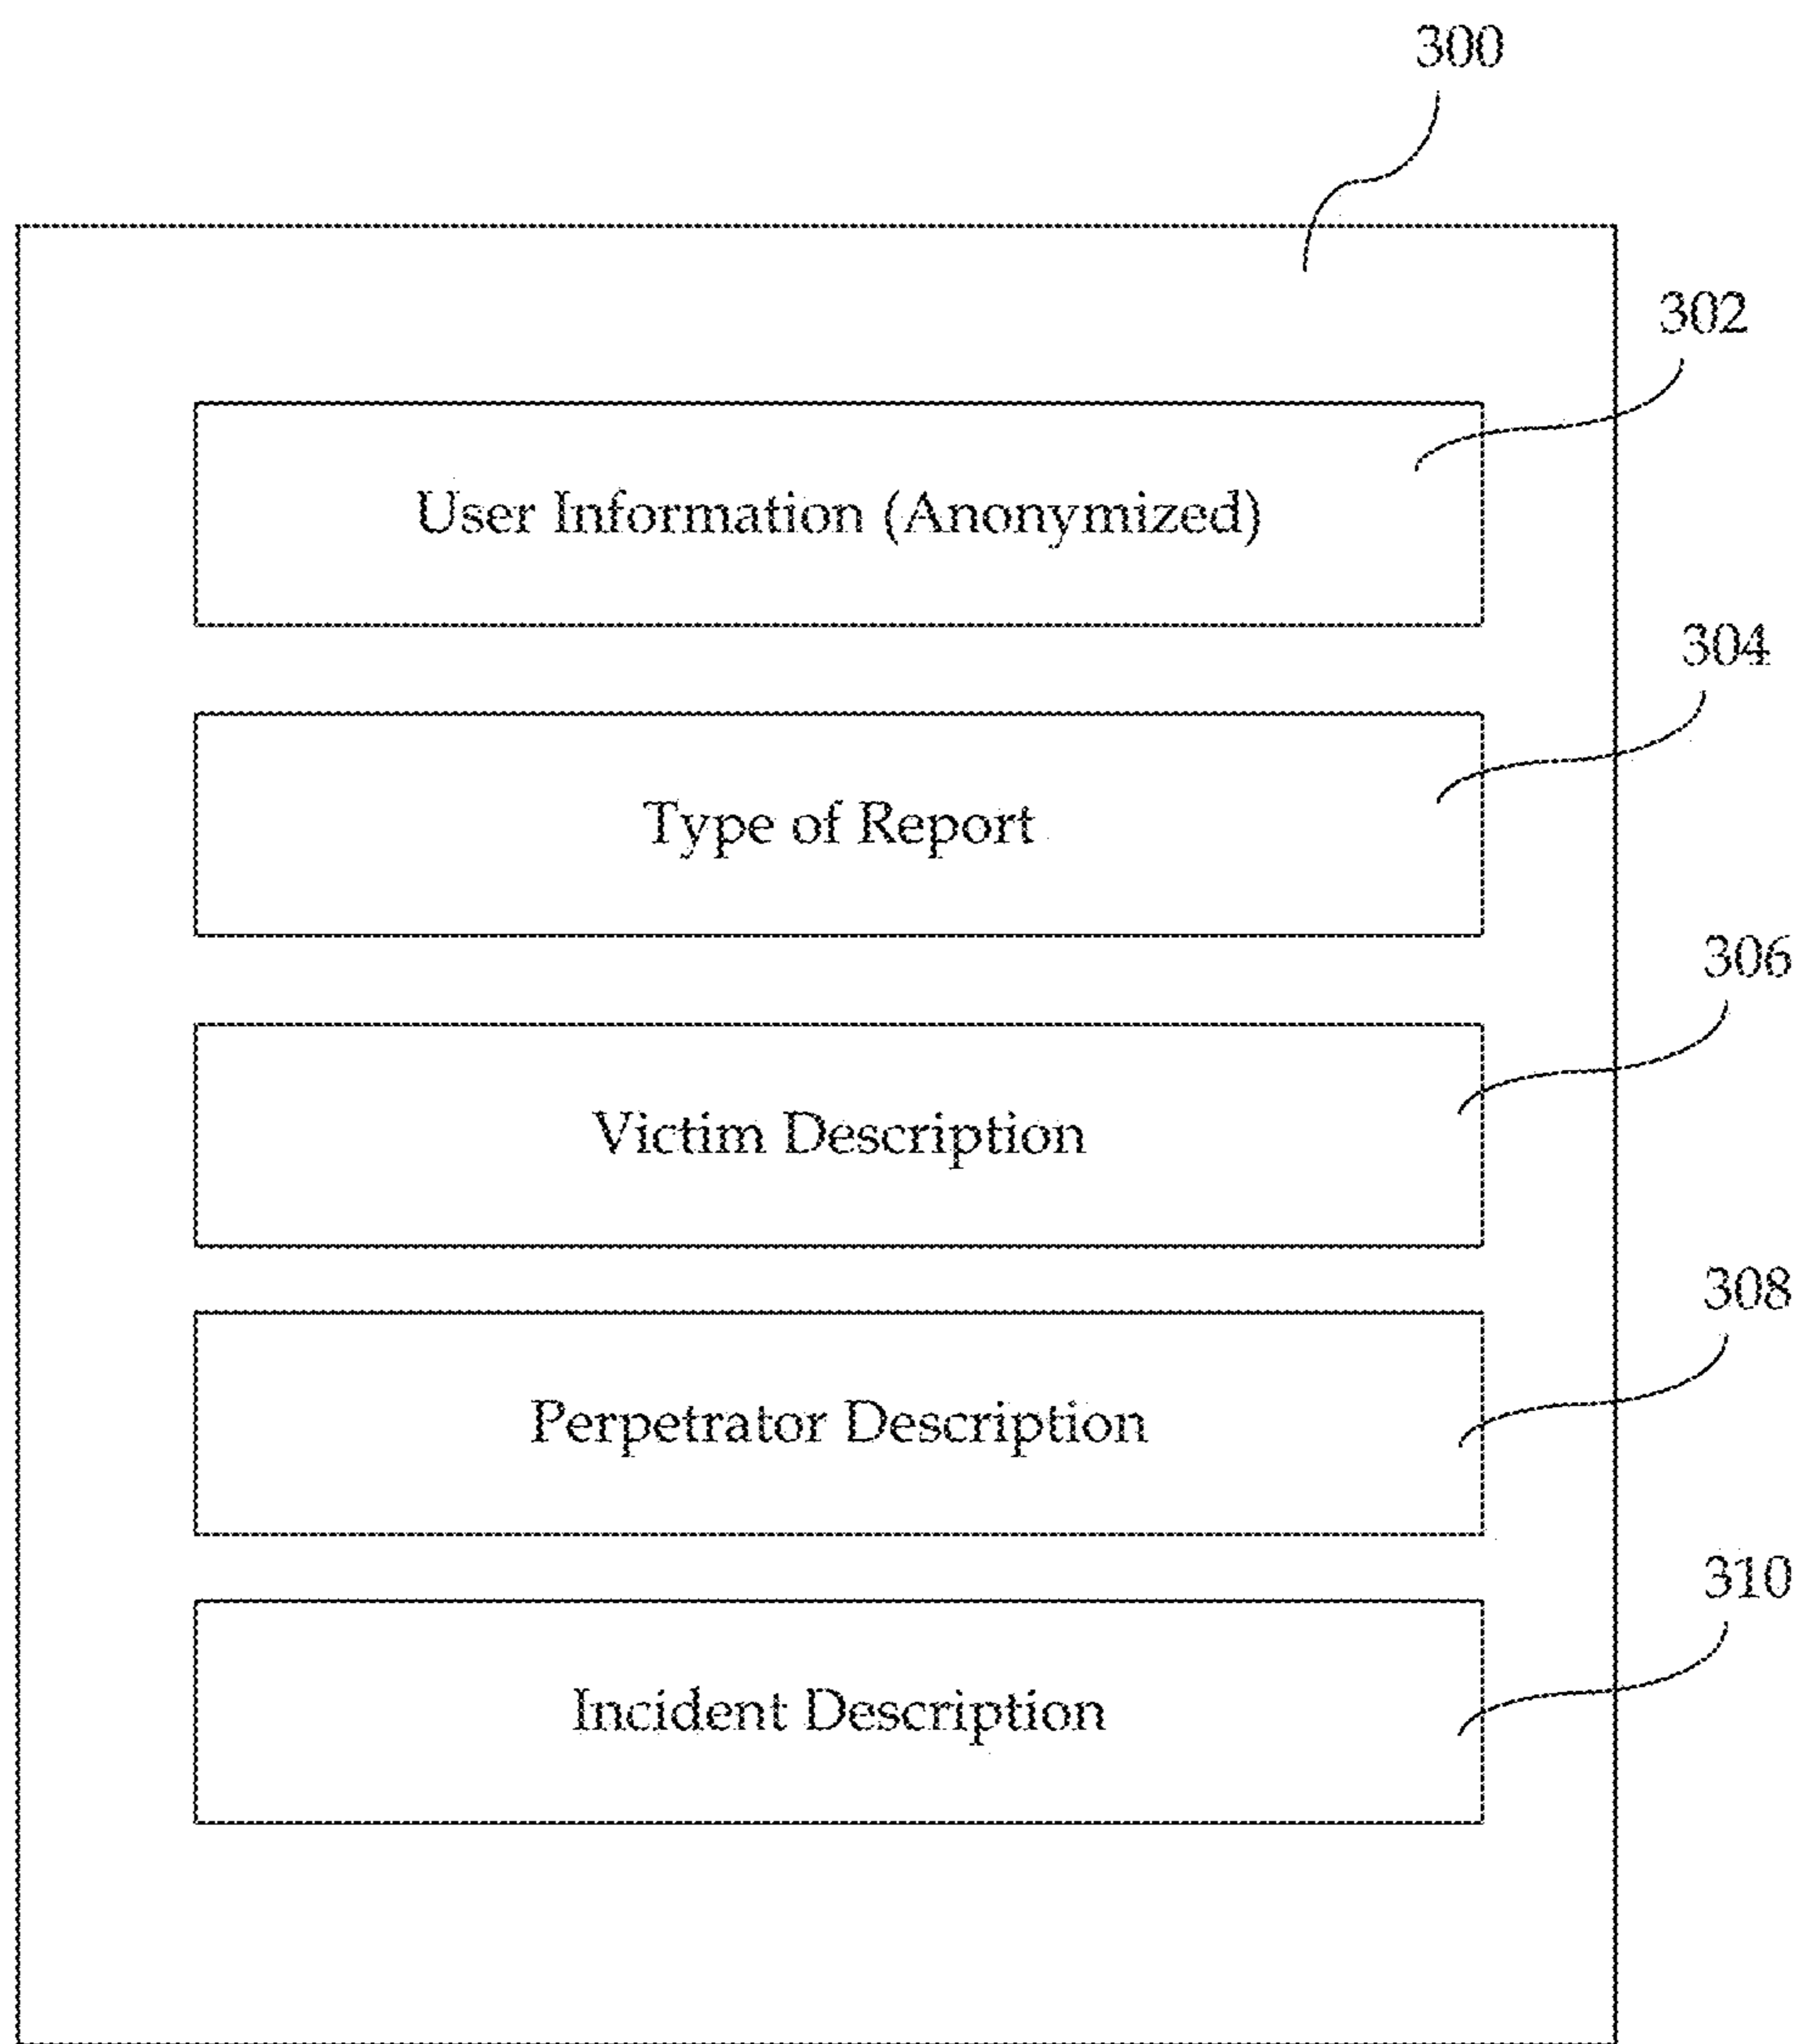 300
302
User Information (Anonymized)
304
Type of Report
306
Victim Description
308
Perpetrator Description
310
Incident Description